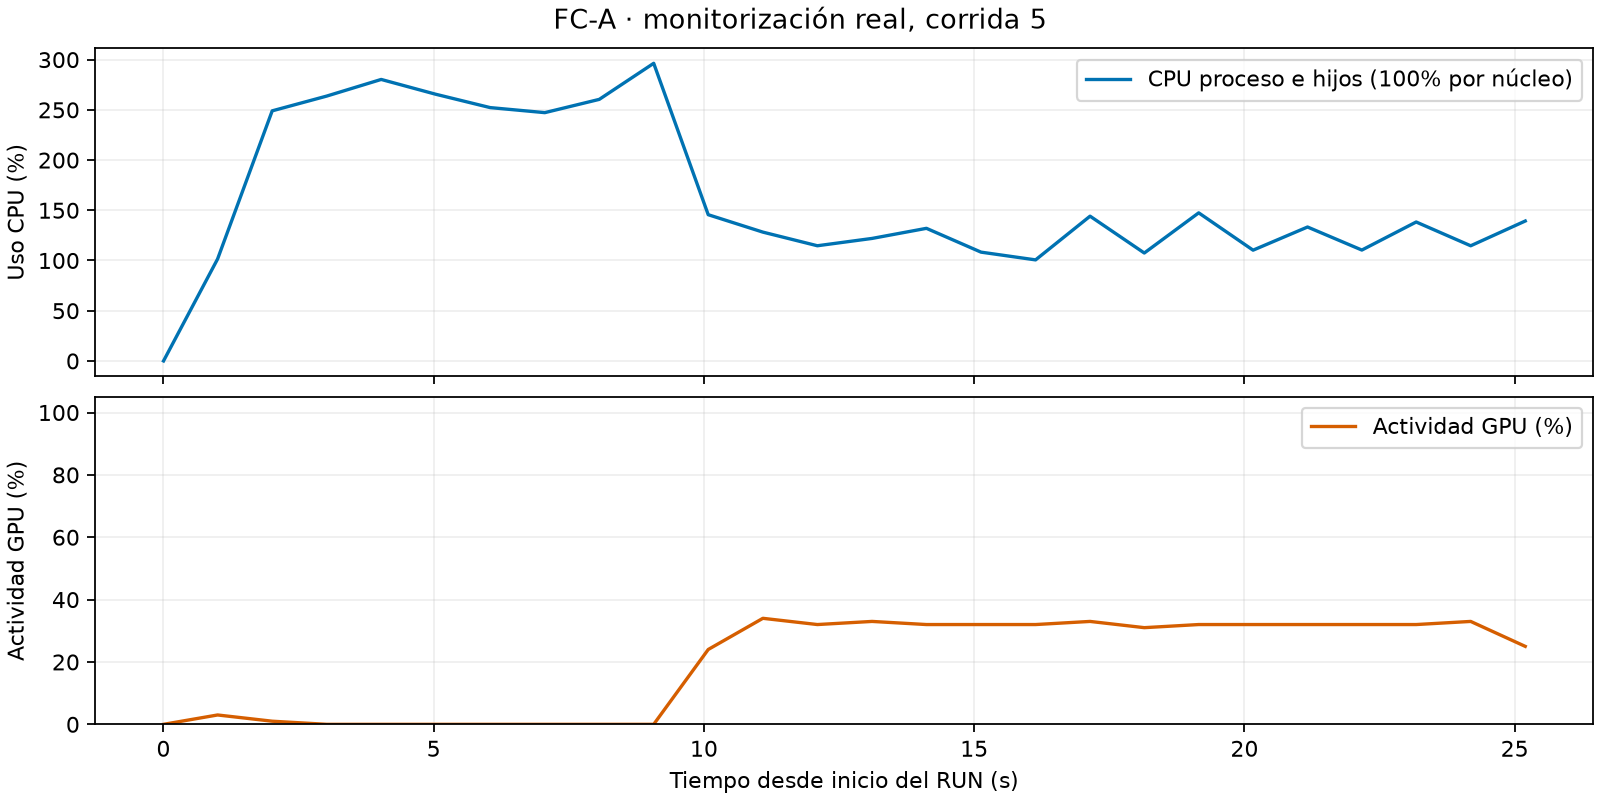 FC-A · monitorización real, corrida 5
CPU proceso e hijos (100% por núcleo)
Uso CPU (%)
300
250
200
150
100
50
0
Actividad GPU (%)
Actividad GPU (%)
100
80
60
40
20
0
0 5 10 15 20 25
Tiempo desde inicio del RUN (s)